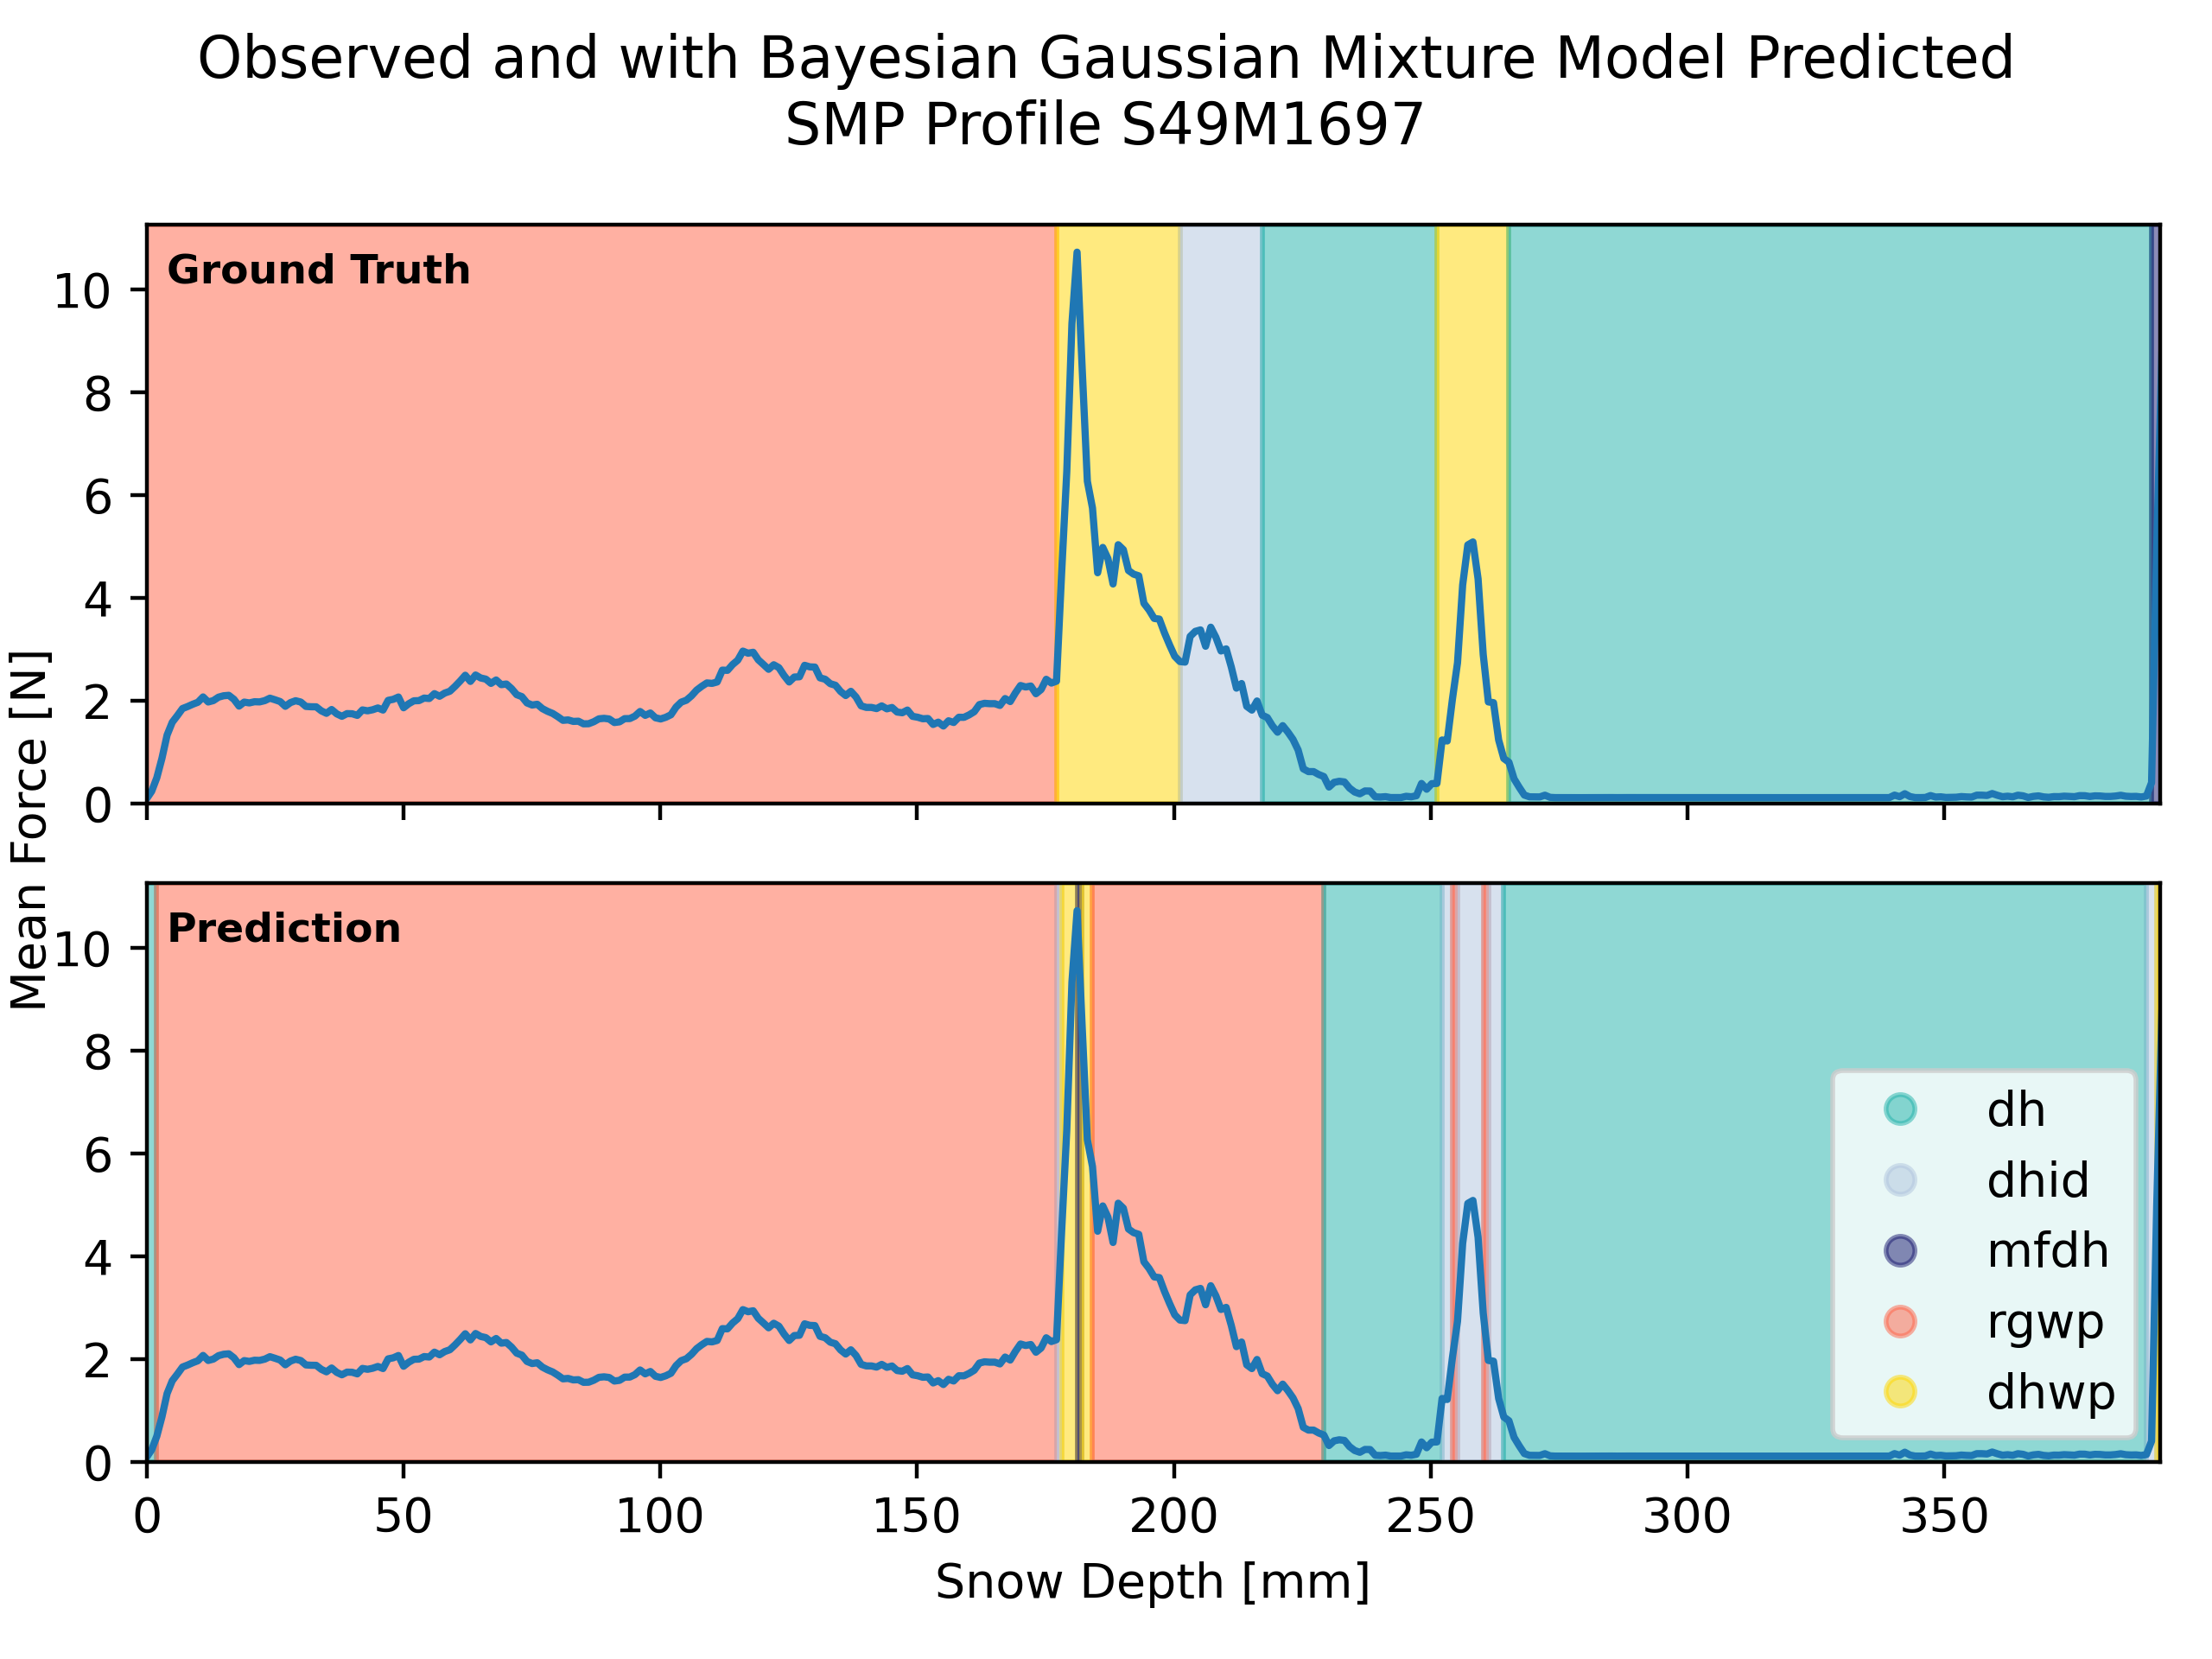 Observed and with Bayesian Gaussian Mixture Model Predicted
SMP Profile S49M1697
Mean Force [N]
Ground Truth
10
8
6
4
2
0
Prediction
10
8
6
4
2
0
dh
dhid
mfdh
rgwp
dhwp
0 50 100 150 200 250 300 350
Snow Depth [mm]